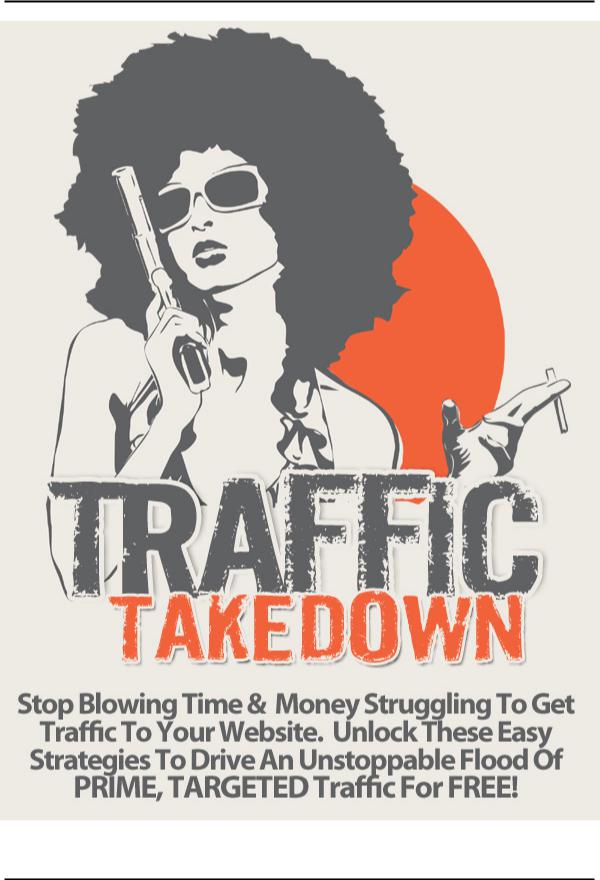 TRAFFIC
TAKEDOWN
Stop Blowing Time & Money Struggling To Get
Traffic To Your Website. Unlock These Easy
Strategies To Drive An Unstoppable Flood Of
PRIME, TARGETED Traffic For FREE!